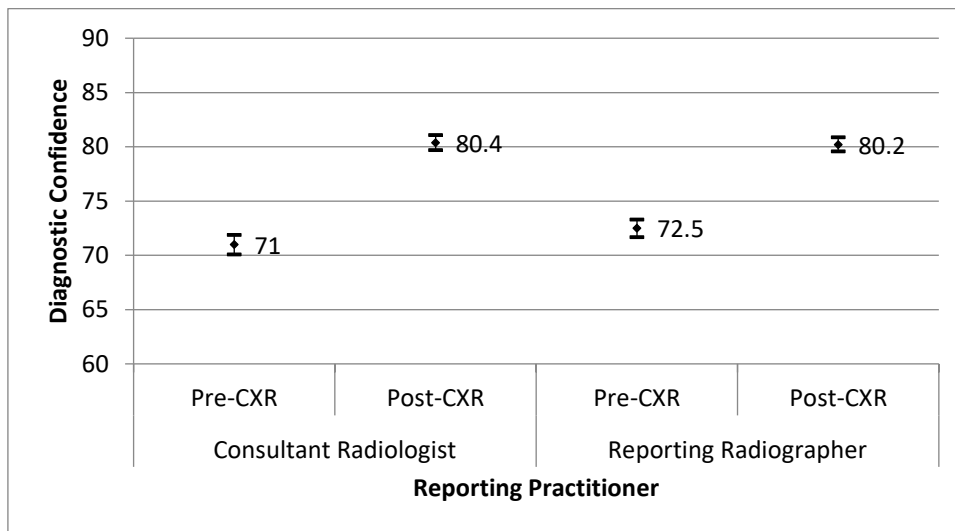 90
85
80
75
70
65
60
Diagnostic Confidence
71
80.4
72.5
80.2
Pre-CXR Post-CXR Pre-CXR Post-CXR
Consultant Radiologist Reporting Radiographer
Reporting Practitioner